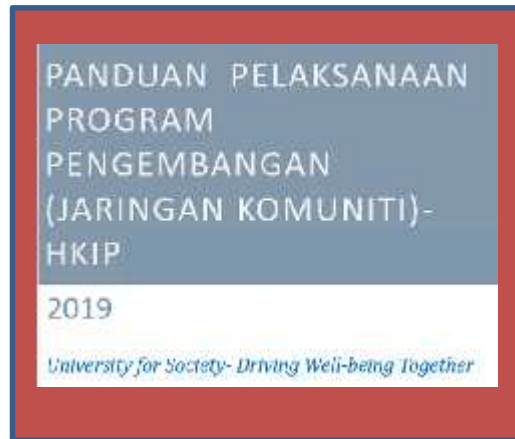 PANDUAN PELAKSANAAN
PROGRAM
PENGEMBANGAN
(JARINGAN KOMUNITI)-
HKIP
2019
University for Society- Driving Well-being Together